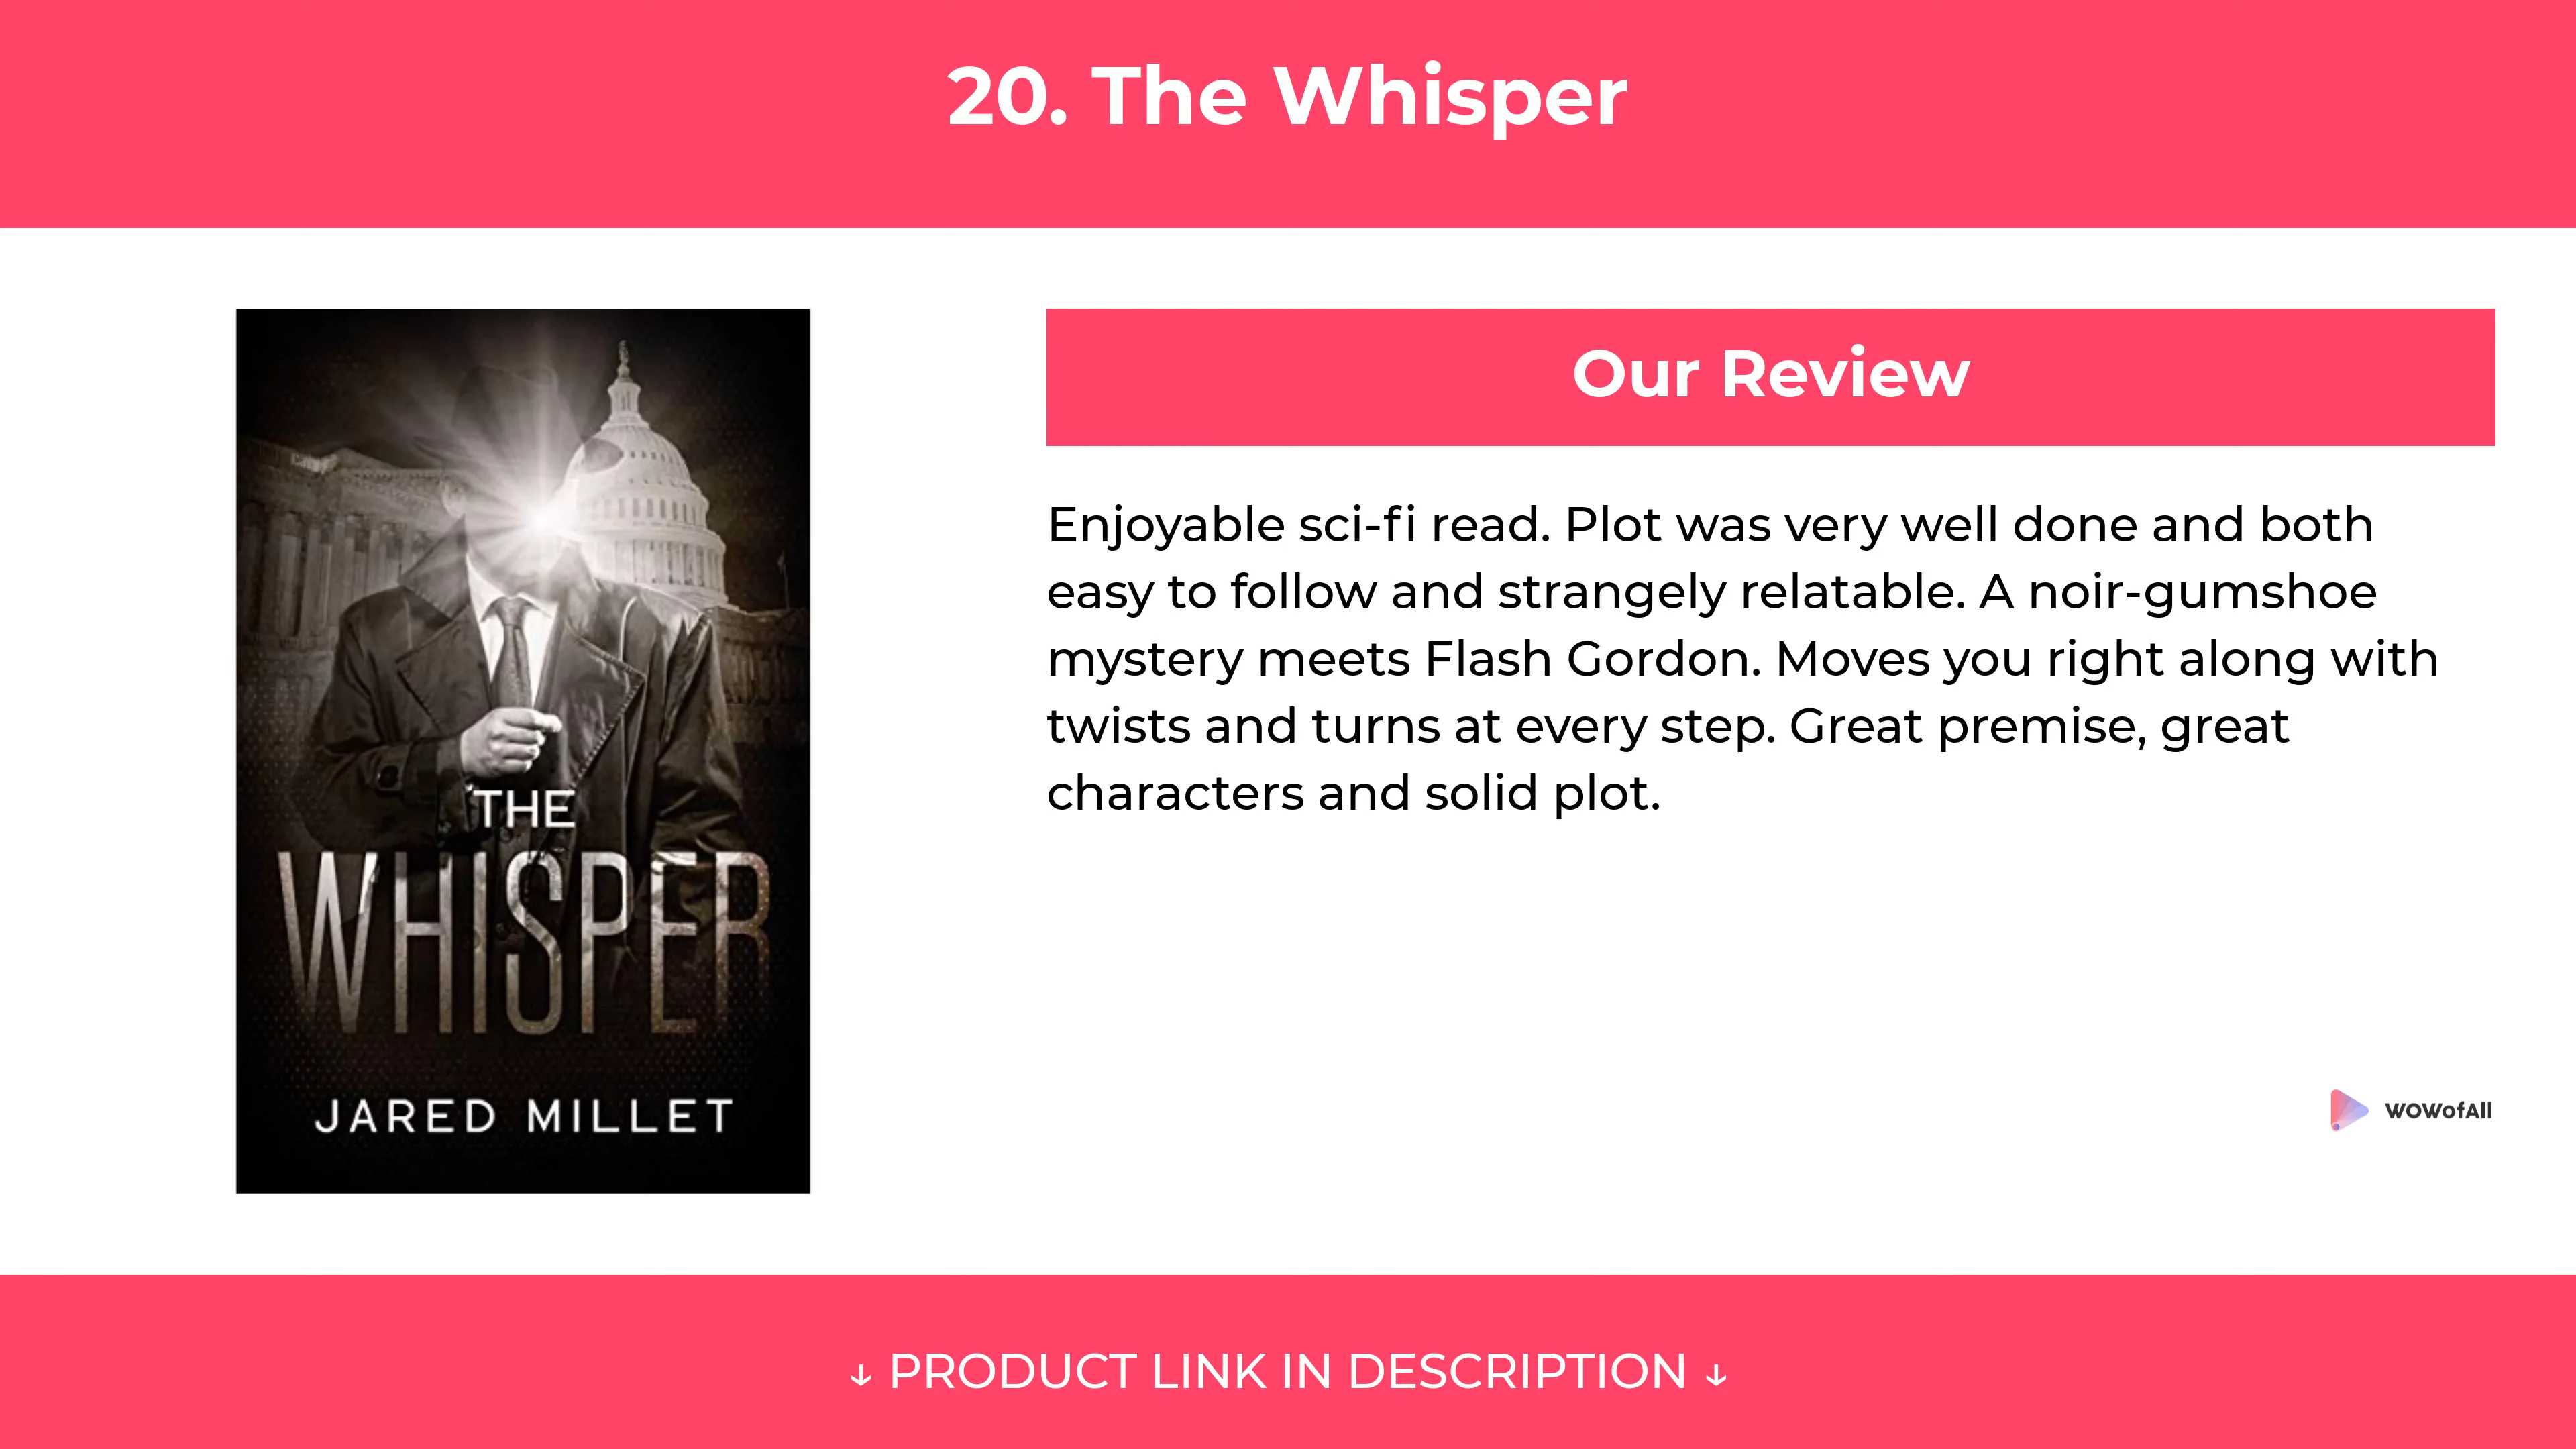 20. The Whisper
THE
WHISPER
JARED MILLET
Our Review
Enjoyable sci-fi read. Plot was very well done and both
easy to follow and strangely relatable. A noir-gumshoe
mystery meets Flash Gordon. Moves you right along with
twists and turns at every step. Great premise, great
characters and solid plot.
WOWofAll
↓ PRODUCT LINK IN DESCRIPTION ↓